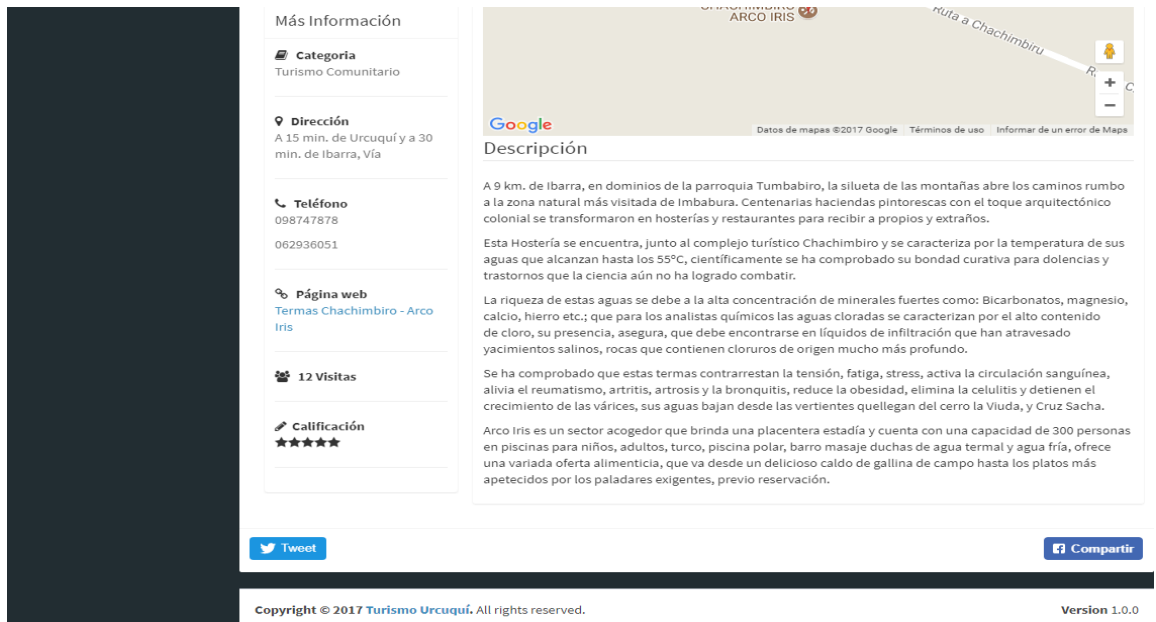 Más Información
Categoria
Turismo Comunitario
Dirección
A 15 min. de Urcuquí y a 30
min. de Ibarra, Vía
Teléfono
098747878
062936051
Página web
Termas Chachimbiro - Arco
Iris
12 Visitas
Calificación
ARCO IRIS
Ruta a Chachimbiru
Google
Datos de mapas ©2017 Google Términos de uso Informar de un error de Maps
Descripción
A 9 km. de Ibarra, en dominios de la parroquia Tumbabiro, la silueta de las montañas abre los caminos rumbo
a la zona natural más visitada de Imbabura. Centenarias haciendas pintorescas con el toque arquitectónico
colonial se transformaron en hosterías y restaurantes para recibir a propios y extraños.
Esta Hostería se encuentra, junto al complejo turístico Chachimbiro y se caracteriza por la temperatura de sus
aguas que alcanzan hasta los 55°C, científicamente se ha comprobado su bondad curativa para dolencias y
trastornos que la ciencia aún no ha logrado combatir.
La riqueza de estas aguas se debe a la alta concentración de minerales fuertes como: Bicarbonatos, magnesio,
calcio, hierro etc.; que para los analistas químicos las aguas cloradas se caracterizan por el alto contenido
de cloro, su presencia, asegura, que debe encontrarse en líquidos de infiltración que han atravesado
yacimientos salinos, rocas que contienen cloruros de origen mucho más profundo.
Se ha comprobado que estas termas contrarrestan la tensión, fatiga, stress, activa la circulación sanguínea,
alivia el reumatismo, artritis, artrosis y la bronquitis, reduce la obesidad, elimina la celulitis y detienen el
crecimiento de las várices, sus aguas bajan desde las vertientes quellegan del cerro la Viuda, y Cruz Sacha.
Arco Iris es un sector acogedor que brinda una placentera estadía y cuenta con una capacidad de 300 personas
en piscinas para niños, adultos, turco, piscina polar, barro masaje duchas de agua termal y agua fría, ofrece
una variada oferta alimenticia, que va desde un delicioso caldo de gallina de campo hasta los platos más
apetecidos por los paladares exigentes, previo reservación.
Tweet
Compartir
Copyright © 2017 Turismo Urcuquí. All rights reserved.
Version 1.0.0